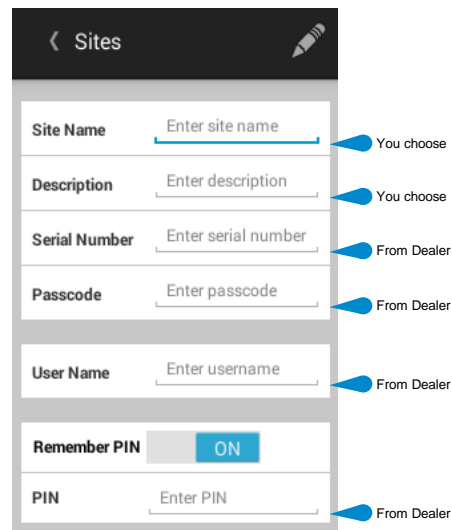 Sites
Site Name Enter site name
You choose
Description Enter description
You choose
Serial Number Enter serial number
From Dealer
Passcode Enter passcode
From Dealer
User Name Enter username
From Dealer
Remember PIN ON
PIN Enter PIN
From Dealer